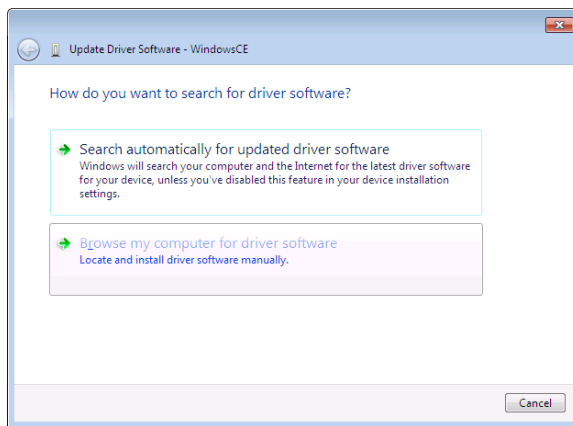 Update Driver Software - WindowsCE
How do you want to search for driver software?
Search automatically for updated driver software
Windows will search your computer and the Internet for the latest driver software
for your device, unless you've disabled this feature in your device installation
settings.
Browse my computer for driver software
Locate and install driver software manually.
Cancel